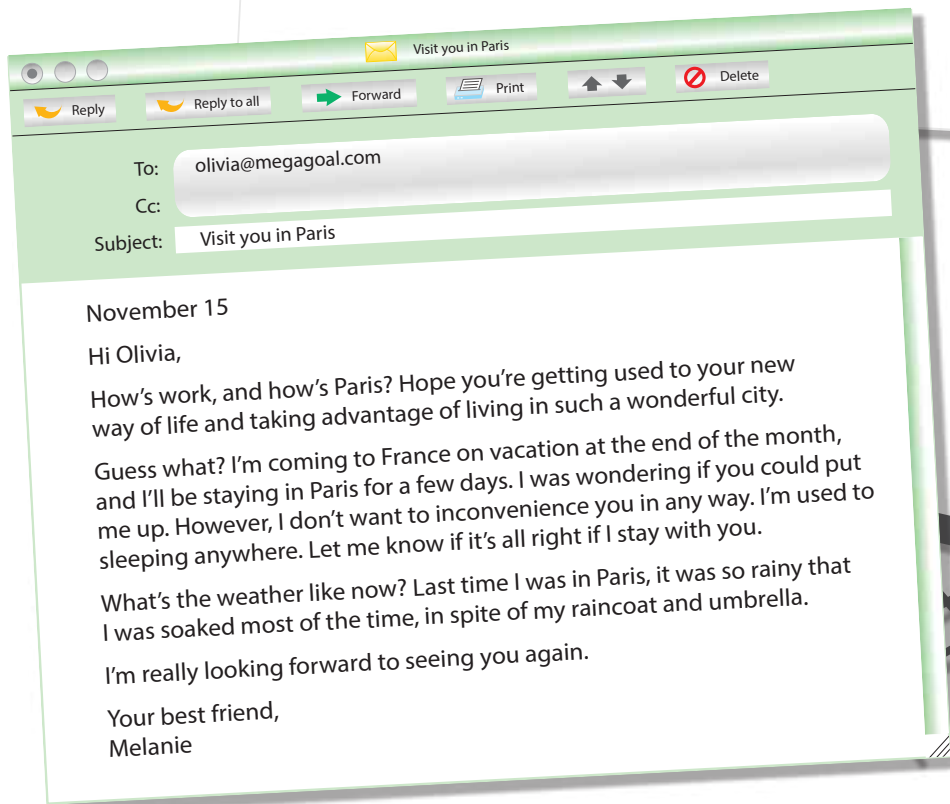 Visit you in Paris
Reply
Reply to all
Forward
Print
Delete
To: olivia@megagoal.com
Cc:
Subject: Visit you in Paris
November 15
Hi Olivia,
How's work, and how's Paris? Hope you're getting used to your new
way of life and taking advantage of living in such a wonderful city.
Guess what? I'm coming to France on vacation at the end of the month,
and I'll be staying in Paris for a few days. I was wondering if you could put
me up. However, I don't want to inconvenience you in any way. I'm used to
sleeping anywhere. Let me know if it's all right if I stay with you.
What's the weather like now? Last time I was in Paris, it was so rainy that
I was soaked most of the time, in spite of my raincoat and umbrella.
I'm really looking forward to seeing you again.
Your best friend,
Melanie